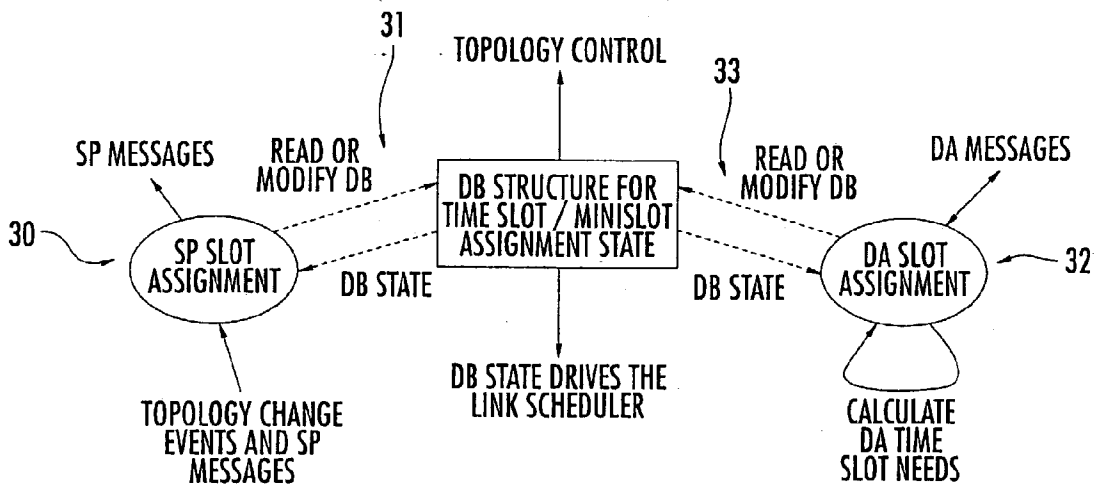 31
TOPOLOGY CONTROL
33
SP MESSAGES
READ OR
MODIFY DB
READ OR
MODIFY DB
DA MESSAGES
30
SP SLOT
ASSIGNMENT
DB STRUCTURE FOR
TIME SLOT / MINISLOT
ASSIGNMENT STATE
DA SLOT
ASSIGNMENT
32
DB STATE
DB STATE
TOPOLOGY CHANGE
EVENTS AND SP
MESSAGES
DB STATE DRIVES THE
LINK SCHEDULER
CALCULATE
DA TIME
SLOT NEEDS